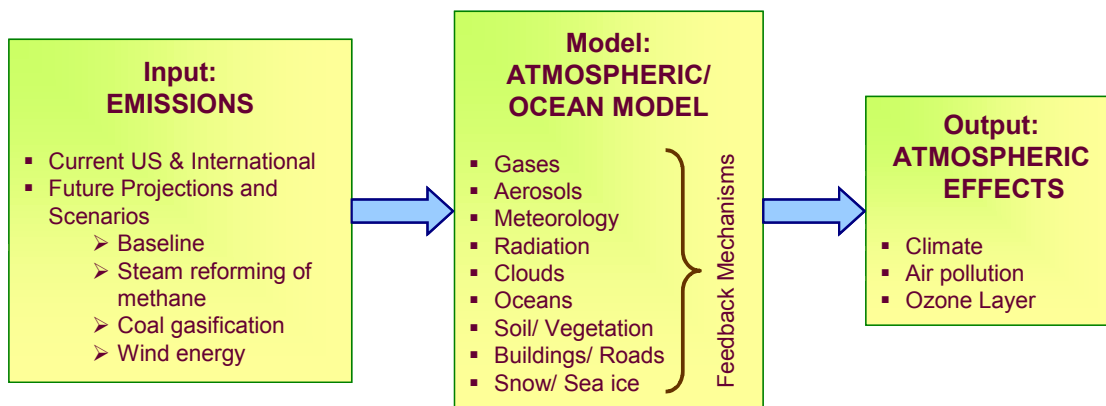 Input:
EMISSIONS
▪ Current US & International
▪ Future Projections and
Scenarios
➢ Baseline
➢ Steam reforming of
methane
➢ Coal gasification
➢ Wind energy
Model:
ATMOSPHERIC/
OCEAN MODEL
▪ Gases
▪ Aerosols
▪ Meteorology
▪ Radiation
▪ Clouds
▪ Oceans
▪ Soil/ Vegetation
▪ Buildings/ Roads
▪ Snow/ Sea ice
Feedback Mechanisms
Output:
ATMOSPHERIC
EFFECTS
▪ Climate
▪ Air pollution
▪ Ozone Layer